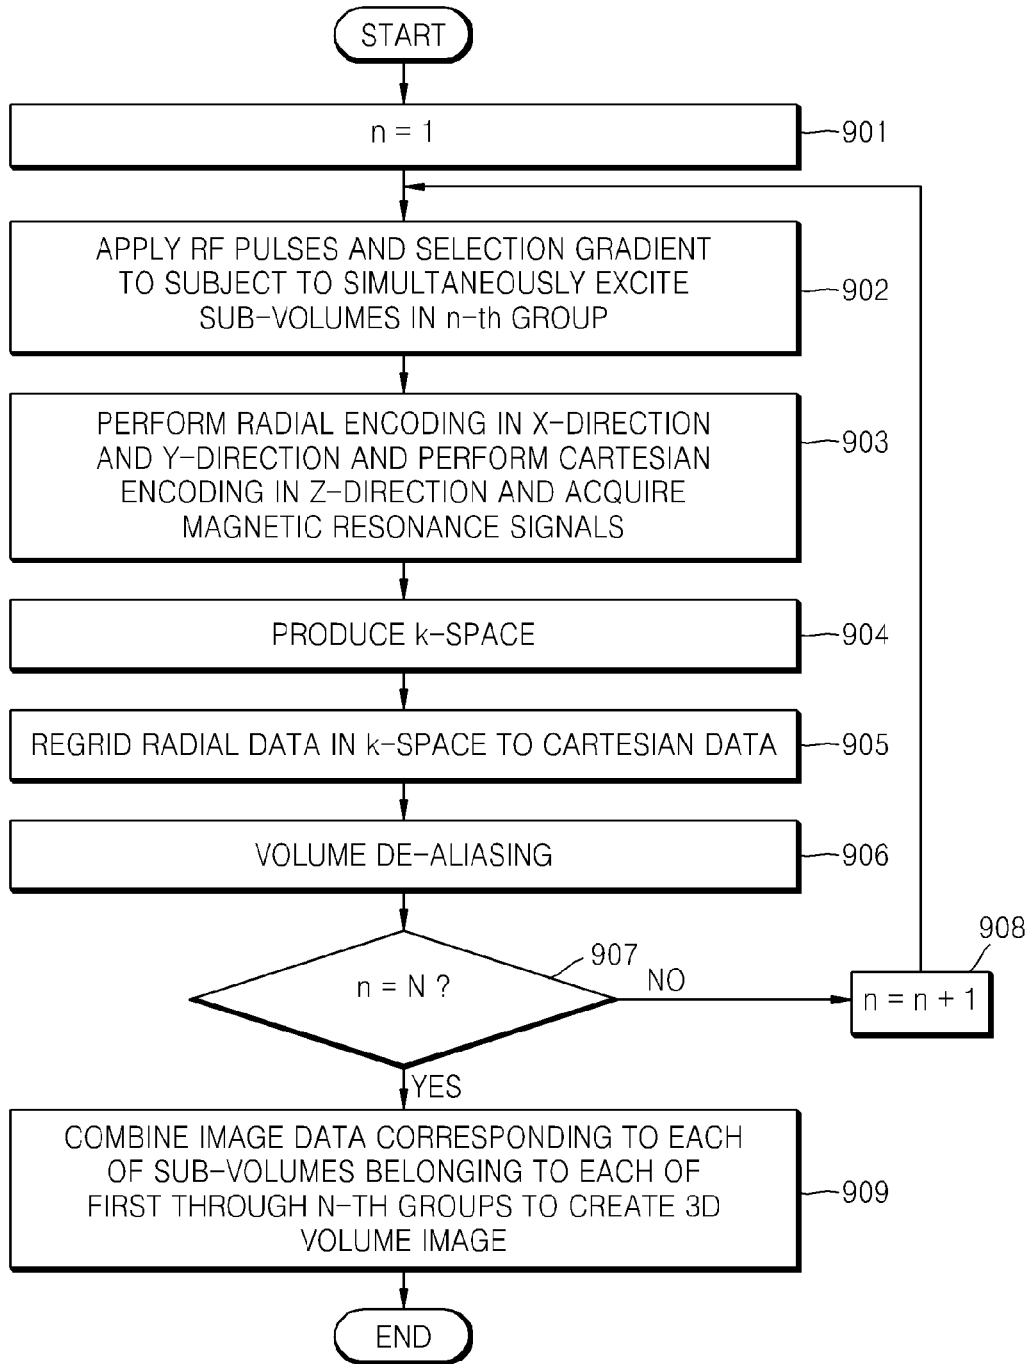 START
n = 1
901
APPLY RF PULSES AND SELECTION GRADIENT
TO SUBJECT TO SIMULTANEOUSLY EXCITE
SUB-VOLUMES IN n-th GROUP
902
PERFORM RADIAL ENCODING IN X-DIRECTION
AND Y-DIRECTION AND PERFORM CARTESIAN
ENCODING IN Z-DIRECTION AND ACQUIRE
MAGNETIC RESONANCE SIGNALS
903
PRODUCE k-SPACE
904
REGRID RADIAL DATA IN k-SPACE TO CARTESIAN DATA
905
VOLUME DE-ALIASING
906
n = N ?
907
NO
908
n = n + 1
YES
COMBINE IMAGE DATA CORRESPONDING TO EACH
OF SUB-VOLUMES BELONGING TO EACH OF
FIRST THROUGH N-TH GROUPS TO CREATE 3D
VOLUME IMAGE
909
END